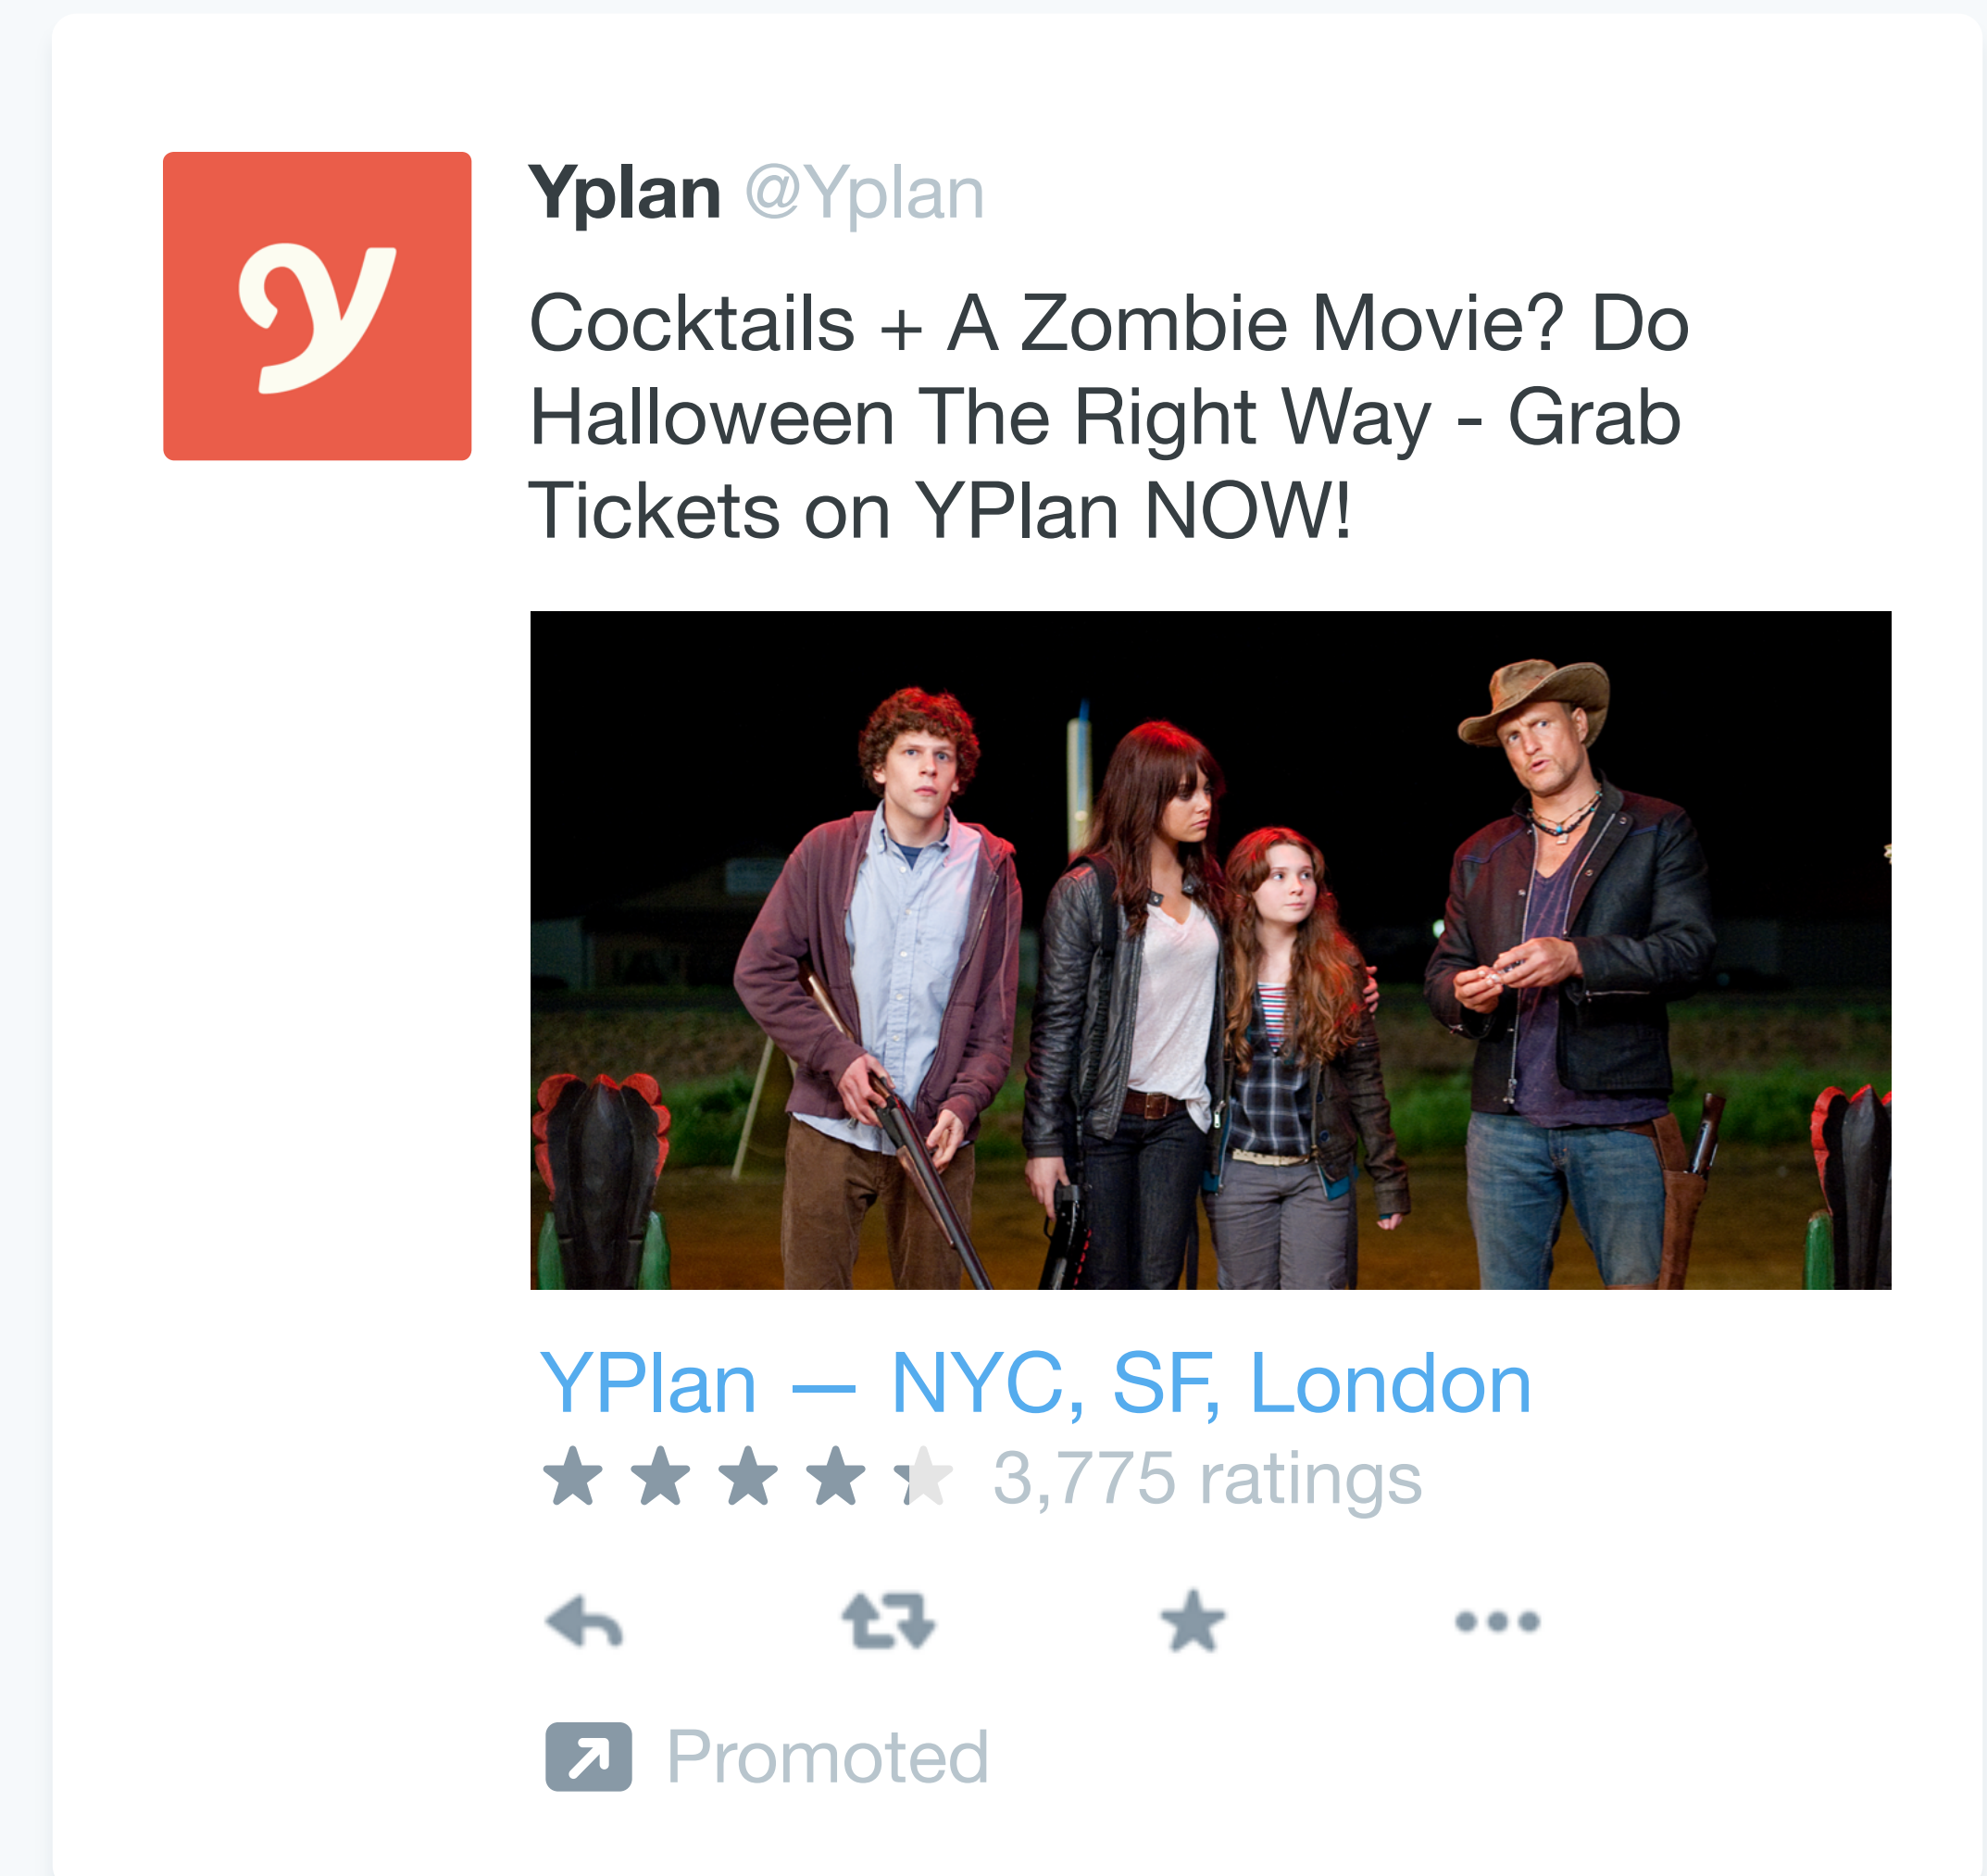 Yplan @Yplan
Cocktails + A Zombie Movie? Do
Halloween The Right Way - Grab
Tickets on YPlan NOW!
YPlan — NYC, SF, London
3,775 ratings
Promoted